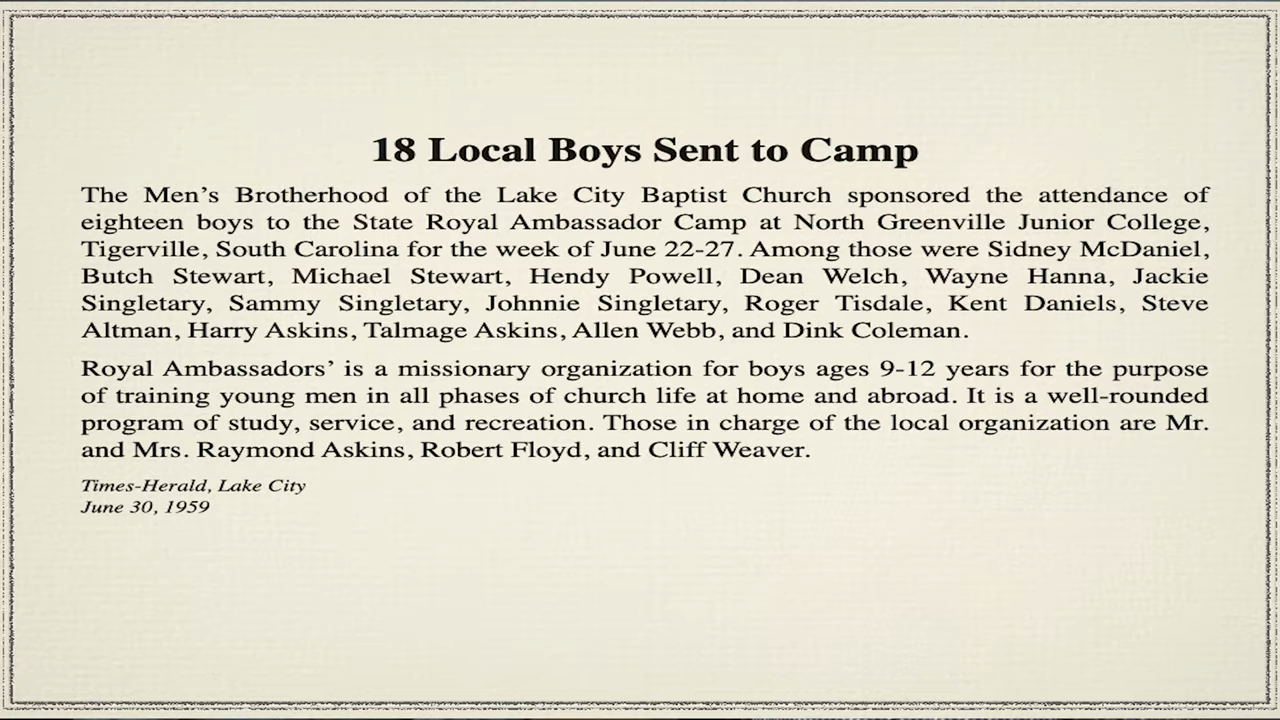 18 Local Boys Sent to Camp
The Men’s Brotherhood of the Lake City Baptist Church sponsored the attendance of
eighteen boys to the State Royal Ambassador Camp at North Greenville Junior College,
Tigerville, South Carolina for the week of June 22-27. Among those were Sidney McDaniel,
Butch Stewart, Michael Stewart, Hendy Powell, Dean Welch, Wayne Hanna, Jackie
Singletary, Sammy Singletary, Johnnie Singletary, Roger Tisdale, Kent Daniels, Steve
Altman, Harry Askins, Talmage Askins, Allen Webb, and Dink Coleman.
Royal Ambassadors’ is a missionary organization for boys ages 9-12 years for the purpose
of training young men in all phases of church life at home and abroad. It is a well-rounded
program of study, service, and recreation. Those in charge of the local organization are Mr.
and Mrs. Raymond Askins, Robert Floyd, and Cliff Weaver.
Times-Herald, Lake City
June 30, 1959